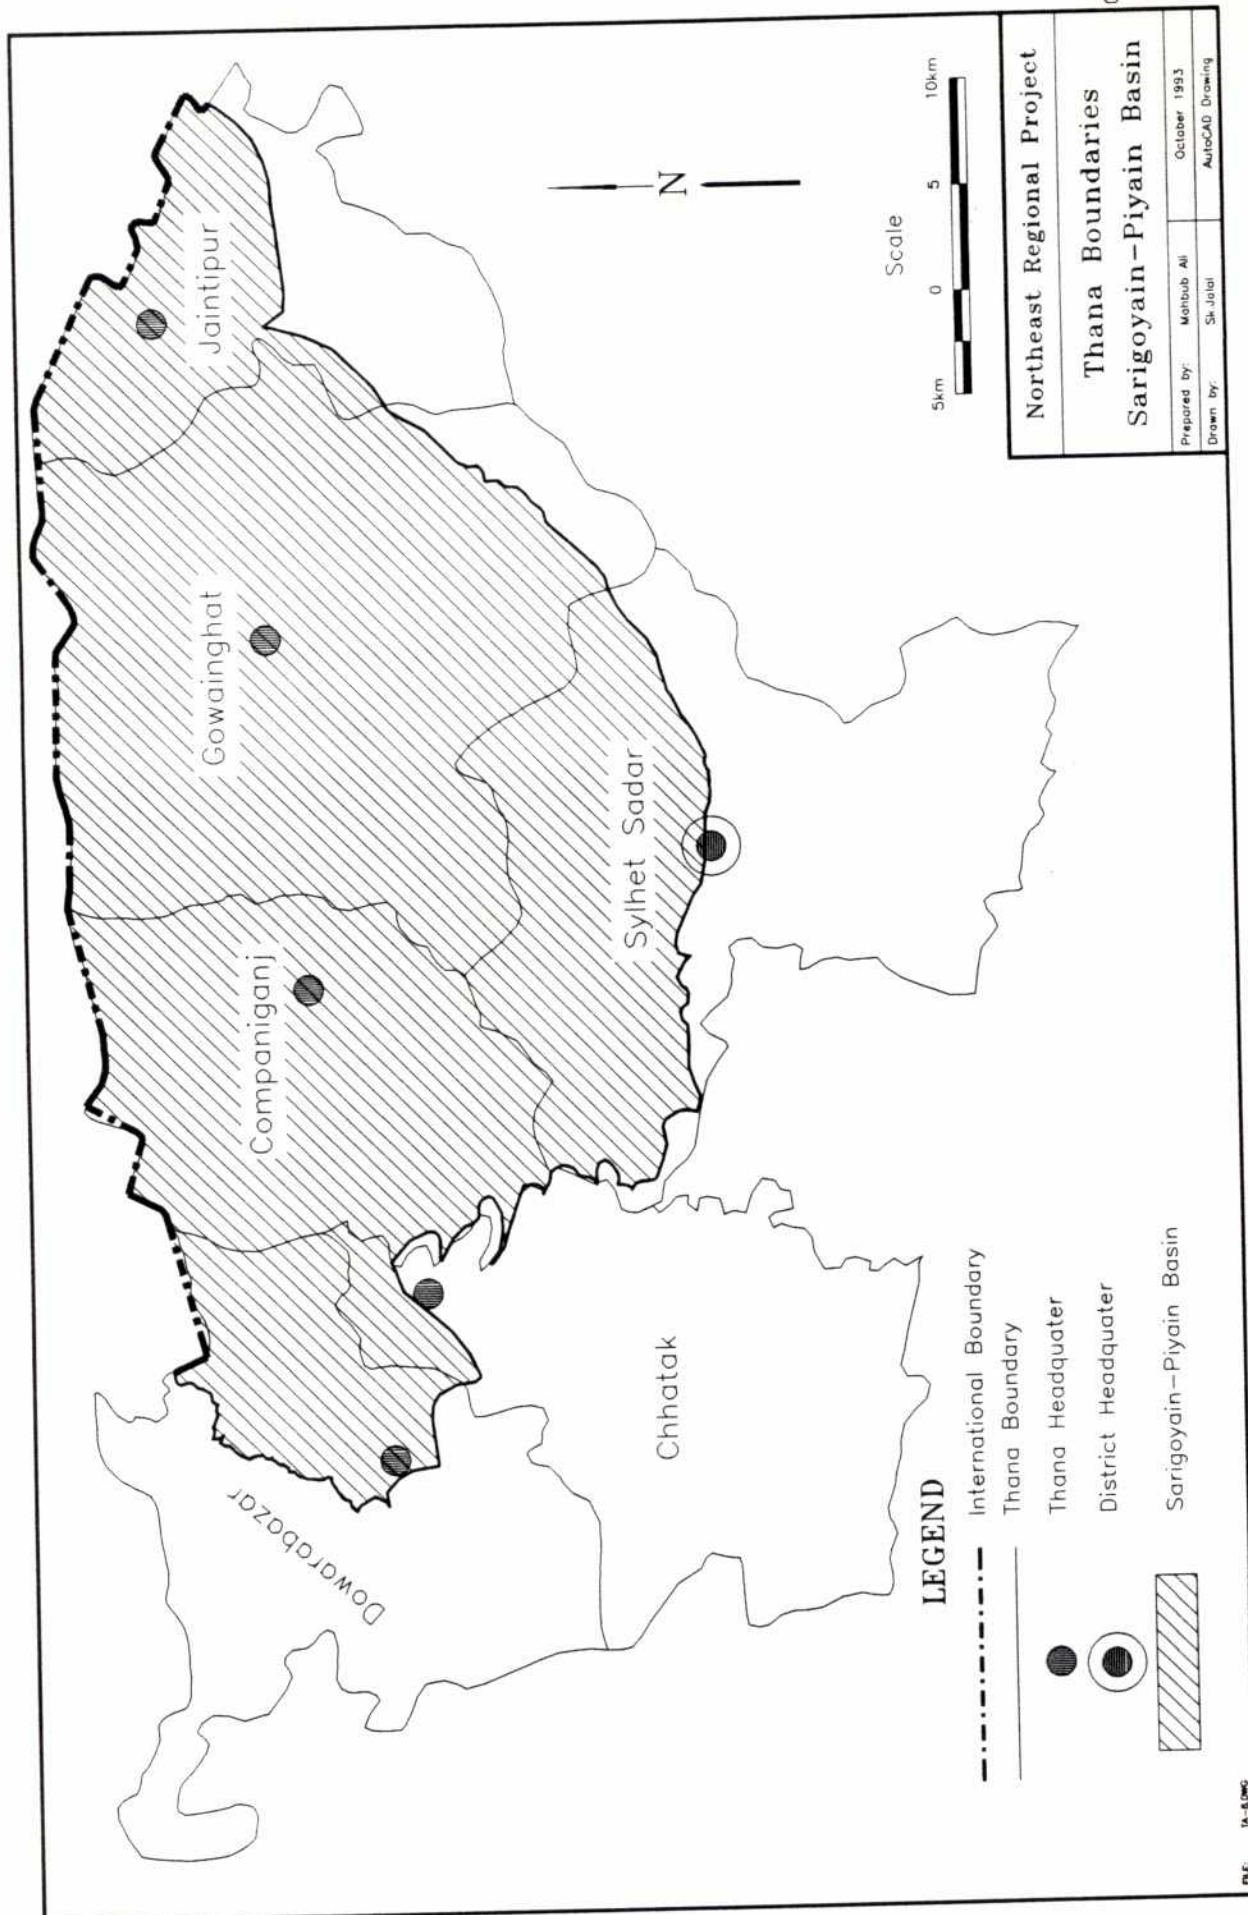 Jaintipur
Gowainghat
Companiganj
Sylhet Sadar
Dowarabazar
Chhatak
N
Scale
5km 0 5 10km
LEGEND
International Boundary
Thana Boundary
Thana Headquater
District Headquater
Sarigoyain-Piyain Basin
Northeast Regional Project
Thana Boundaries
Sarigoyain-Piyain Basin
Prepared by: Mahbub Ali October 1993
Drawn by: Sk Jalal AutoCAD Drawing
FILE: